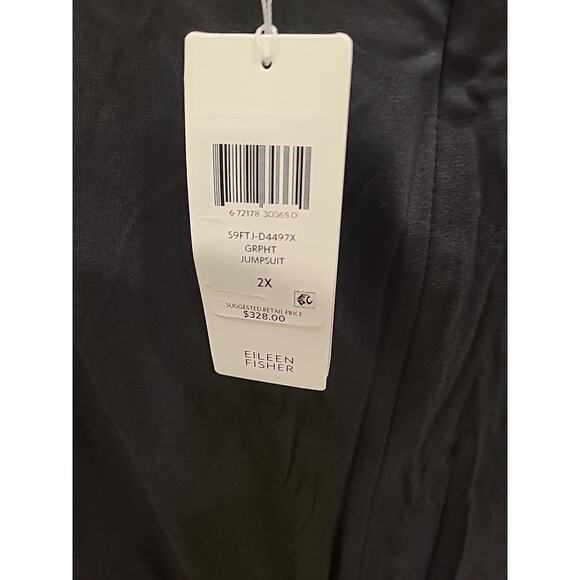 6 72178 30365 0
S9FTJ-D4497X
GRPHT
JUMPSUIT
2X
SUGGESTED RETAIL PRICE
$328.00
EILEEN
FISHER